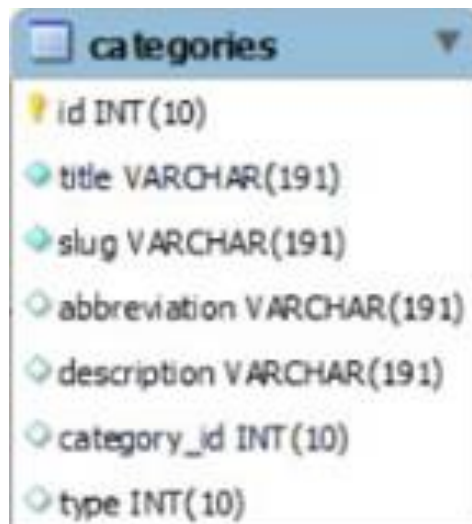 categories
id INT(10)
title VARCHAR(191)
slug VARCHAR(191)
abbreviation VARCHAR(191)
description VARCHAR(191)
category_id INT(10)
type INT(10)